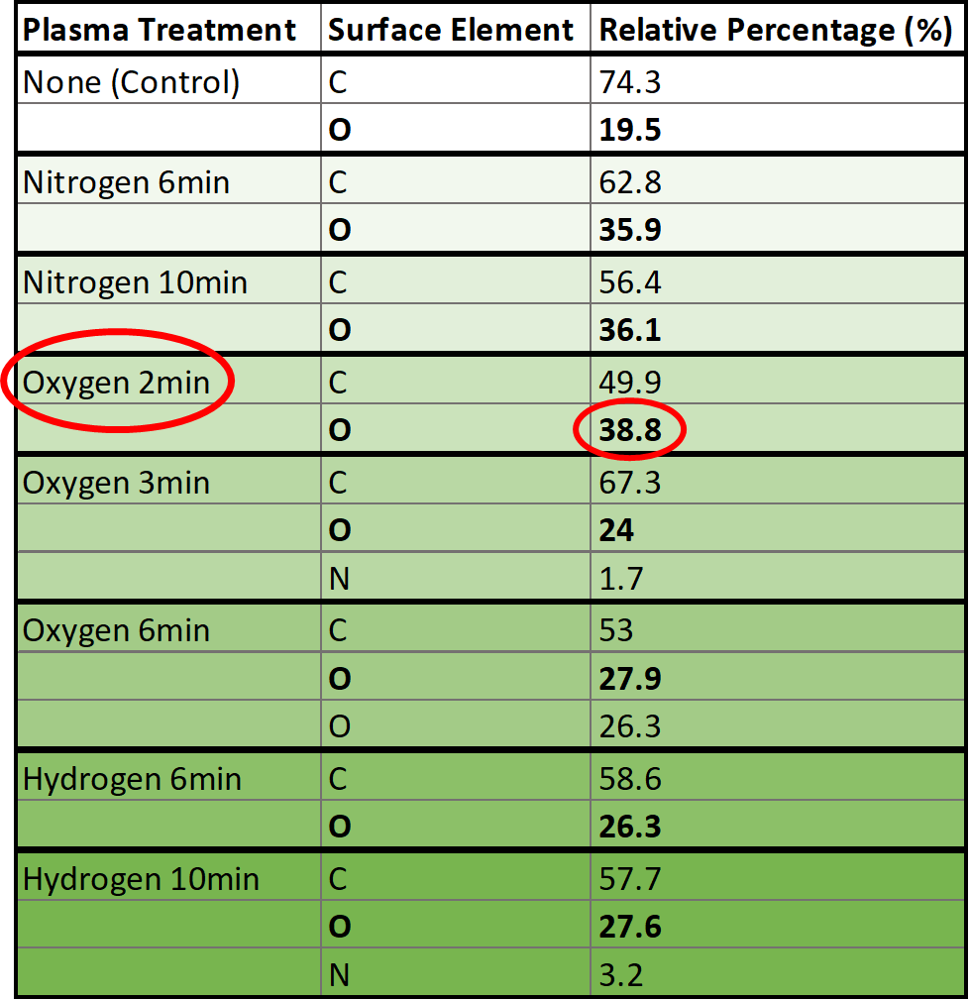 Plasma Treatment Surface Element Relative Percentage (%)
None (Control) C 74.3
O 19.5
Nitrogen 6min C 62.8
O 35.9
Nitrogen 10min C 56.4
O 36.1
Oxygen 2min C 49.9
O 38.8
Oxygen 3min C 67.3
O 24
N 1.7
Oxygen 6min C 53
O 27.9
O 26.3
Hydrogen 6min C 58.6
O 26.3
Hydrogen 10min C 57.7
O 27.6
N 3.2